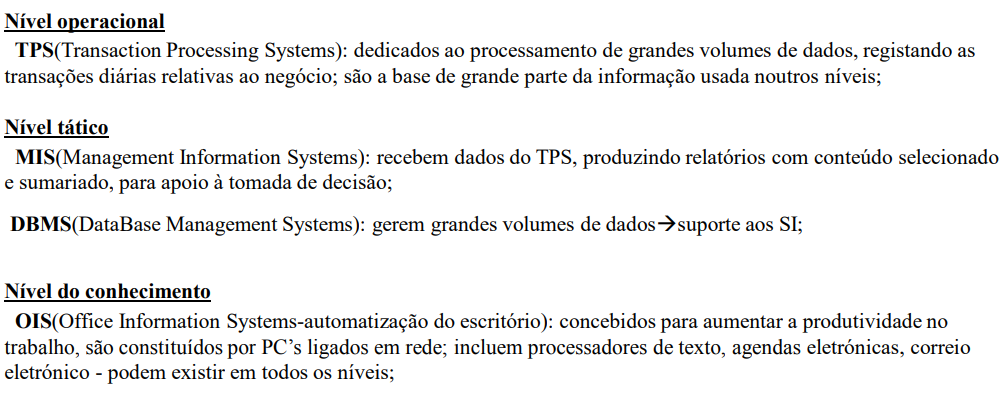 Nível operacional
TPS(Transaction Processing Systems): dedicados ao processamento de grandes volumes de dados, registando as
transações diárias relativas ao negócio; são a base de grande parte da informação usada noutros níveis;
Nível tático
MIS(Management Information Systems): recebem dados do TPS, produzindo relatórios com conteúdo selecionado
e sumariado, para apoio à tomada de decisão;
DBMS(DataBase Management Systems): gerem grandes volumes de dados→suporte aos SI;
Nível do conhecimento
OIS(Office Information Systems-automatização do escritório): concebidos para aumentar a produtividade no
trabalho, são constituídos por PC’s ligados em rede; incluem processadores de texto, agendas eletrónicas, correio
eletrónico - podem existir em todos os níveis;